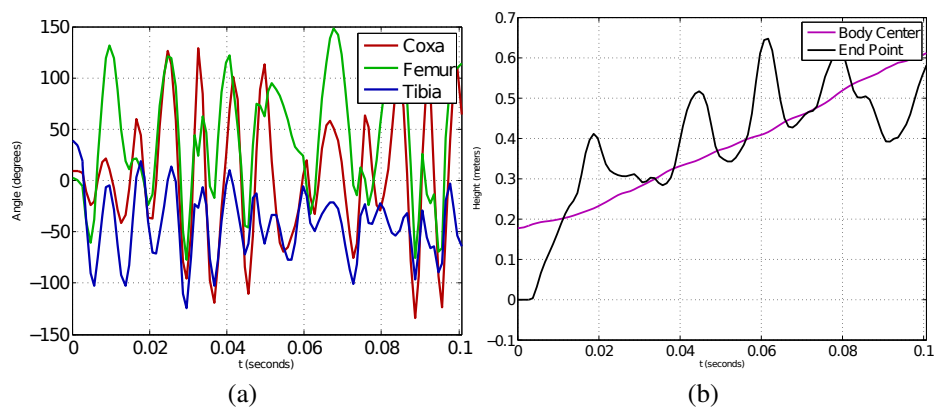 150
100
50
0
−50
−100
−150
Angle (degrees)
Coxa
Femur
Tibia
0
0.02
0.04
0.06
0.08
0.1
t (seconds)
(a)
0.7
0.6
0.5
0.4
0.3
0.2
0.1
0
−0.1
Height (meters)
Body Center
End Point
0
0.02
0.04
0.06
0.08
0.1
t (seconds)
(b)